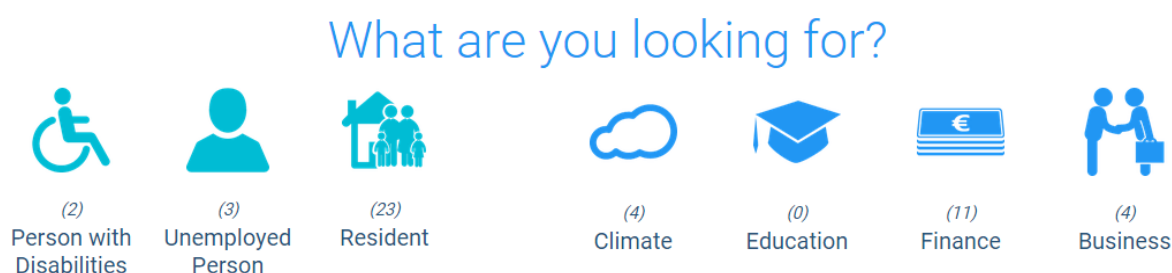 What are you looking for?
€
(2)
Person with
Disabilities
(3)
Unemployed
Person
(23)
Resident
(4)
Climate
(0)
Education
(11)
Finance
(4)
Business